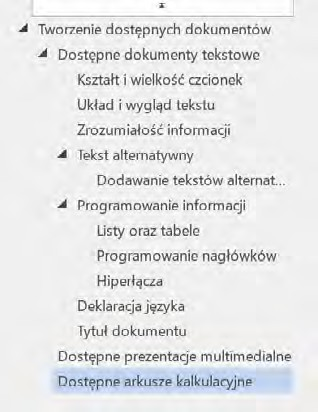 Tworzenie dostępnych dokumentów
Dostępne dokumenty tekstowe
Kształt i wielkość czcionek
Układ i wygląd tekstu
Zrozumiałość informacji
Tekst alternatywny
Dodawanie tekstów alternat...
Programowanie informacji
Listy oraz tabele
Programowanie nagłówków
Hiperłącza
Deklaracja języka
Tytuł dokumentu
Dostępne prezentacje multimedialne
Dostępne arkusze kalkulacyjne